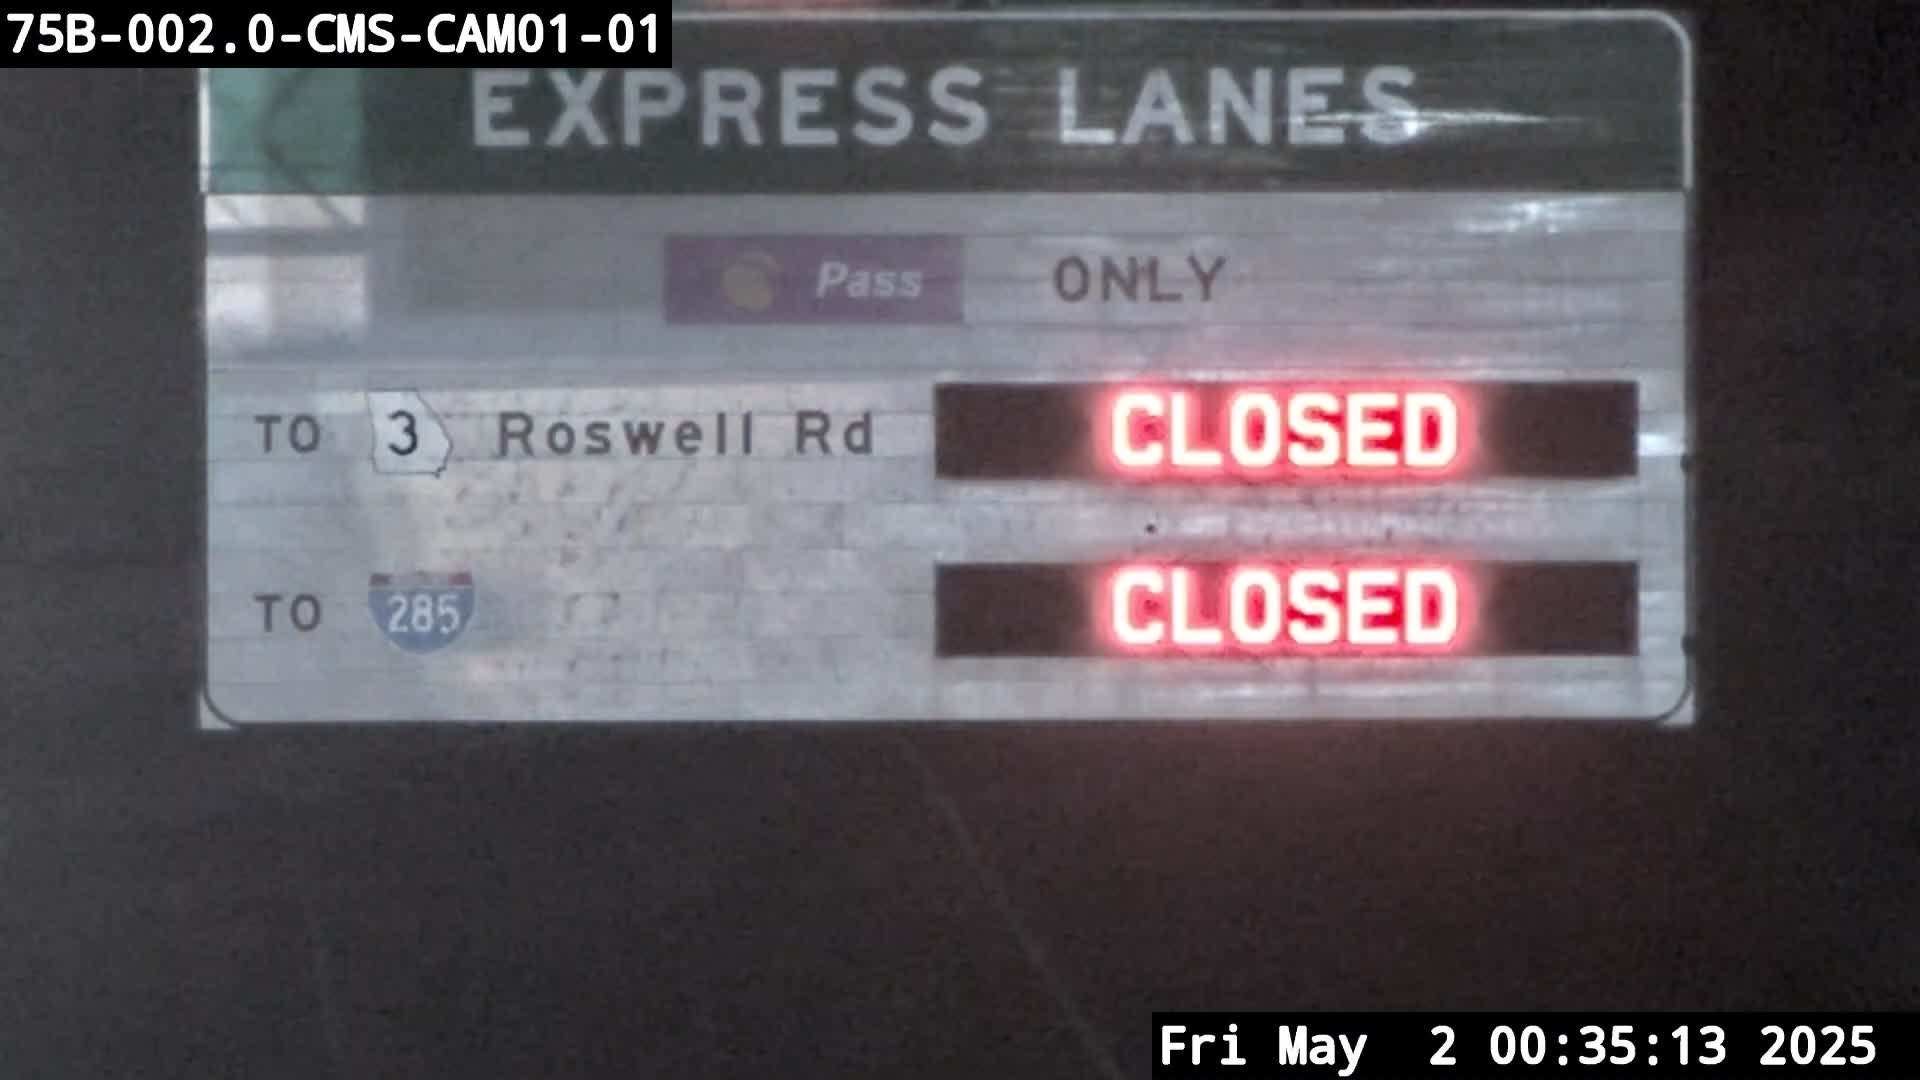 75B-002.0-CMS-CAM01-01
EXPRESS LANES
Pass ONLY
TO 3 Roswell Rd CLOSED
TO 285 CLOSED
Fri May 2 00:35:13 2025